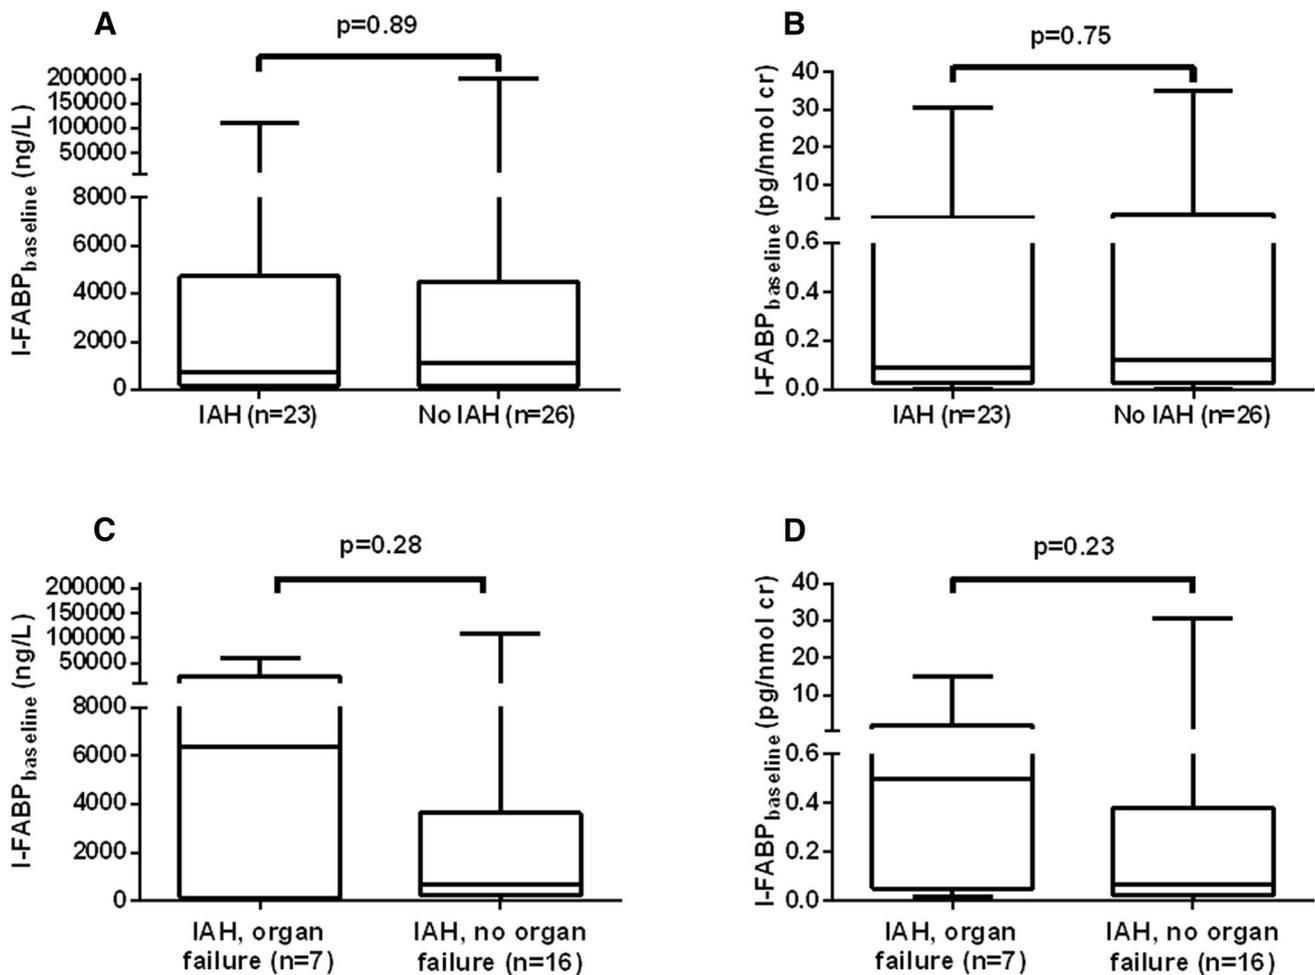 A
p=0.89
I-FABPbaseline (ng/L)
200000
150000
100000
50000
8000
6000
4000
2000
0
IAH (n=23)
No IAH (n=26)
B
p=0.75
I-FABPbaseline (pg/nmol cr)
40
30
20
10
0.6
0.4
0.2
0.0
IAH (n=23)
No IAH (n=26)
C
p=0.28
I-FABPbaseline (ng/L)
200000
150000
100000
50000
8000
6000
4000
2000
0
IAH, organ
failure (n=7)
IAH, no organ
failure (n=16)
D
p=0.23
I-FABPbaseline (pg/nmol cr)
40
30
20
10
0.6
0.4
0.2
0.0
IAH, organ
failure (n=7)
IAH, no organ
failure (n=16)